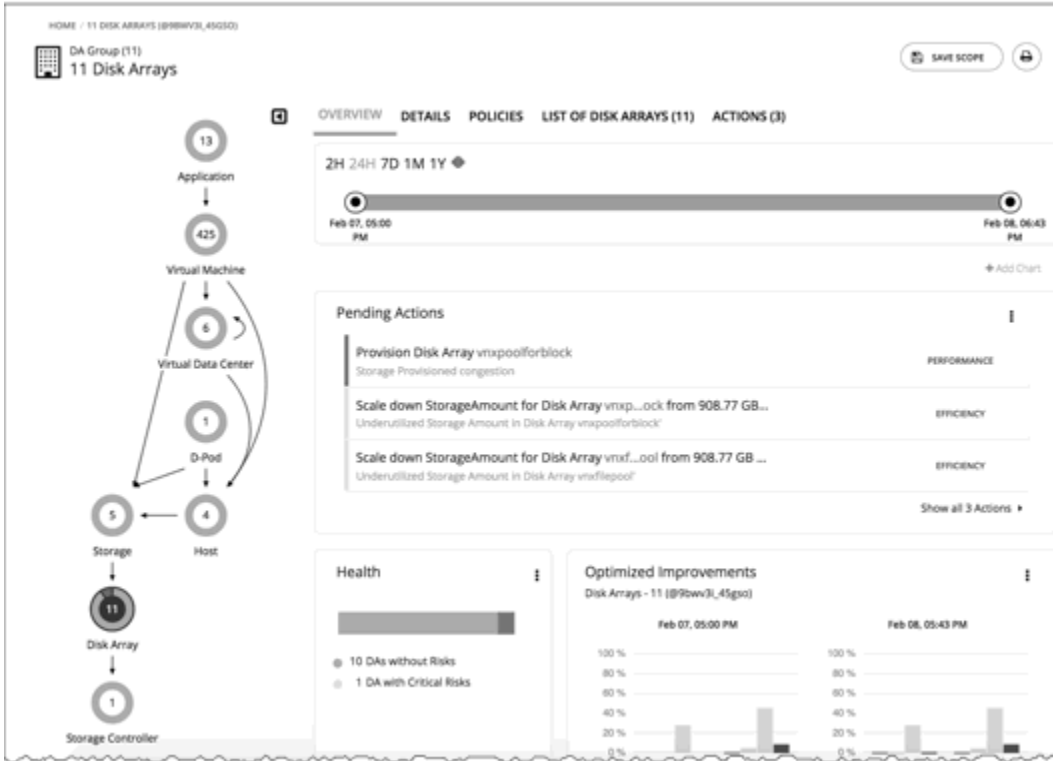 HOME / 11 DISK ARRAYS (@9BWV3I_45GSO)
DA Group (11)
11 Disk Arrays
SAVE SCOPE
OVERVIEW DETAILS POLICIES LIST OF DISK ARRAYS (11) ACTIONS (3)
13
Application
425
Virtual Machine
6
Virtual Data Center
1
D-Pod
5
Storage
4
Host
11
Disk Array
1
Storage Controller
2H 24H 7D 1M 1Y
Feb 07, 05:00
PM
Feb 08, 06:43
PM
+ Add Chart
Pending Actions
Provision Disk Array vnxpoolforblock
PERFORMANCE
Storage Provisioned congestion
Scale down StorageAmount for Disk Array vnxp...ock from 908.77 GB...
EFFICIENCY
Underutilized Storage Amount in Disk Array vnxpoolforblock'
Scale down StorageAmount for Disk Array vnxf...ool from 908.77 GB ...
EFFICIENCY
Underutilized Storage Amount in Disk Array vnxfilepool'
Show all 3 Actions
Health
10 DAs without Risks
1 DA with Critical Risks
Optimized Improvements
Disk Arrays - 11 (@9bwv3i_45gso)
Feb 07, 05:00 PM
100 %
80 %
60 %
40 %
20 %
0 %
Feb 08, 05:43 PM
100 %
80 %
60 %
40 %
20 %
0 %